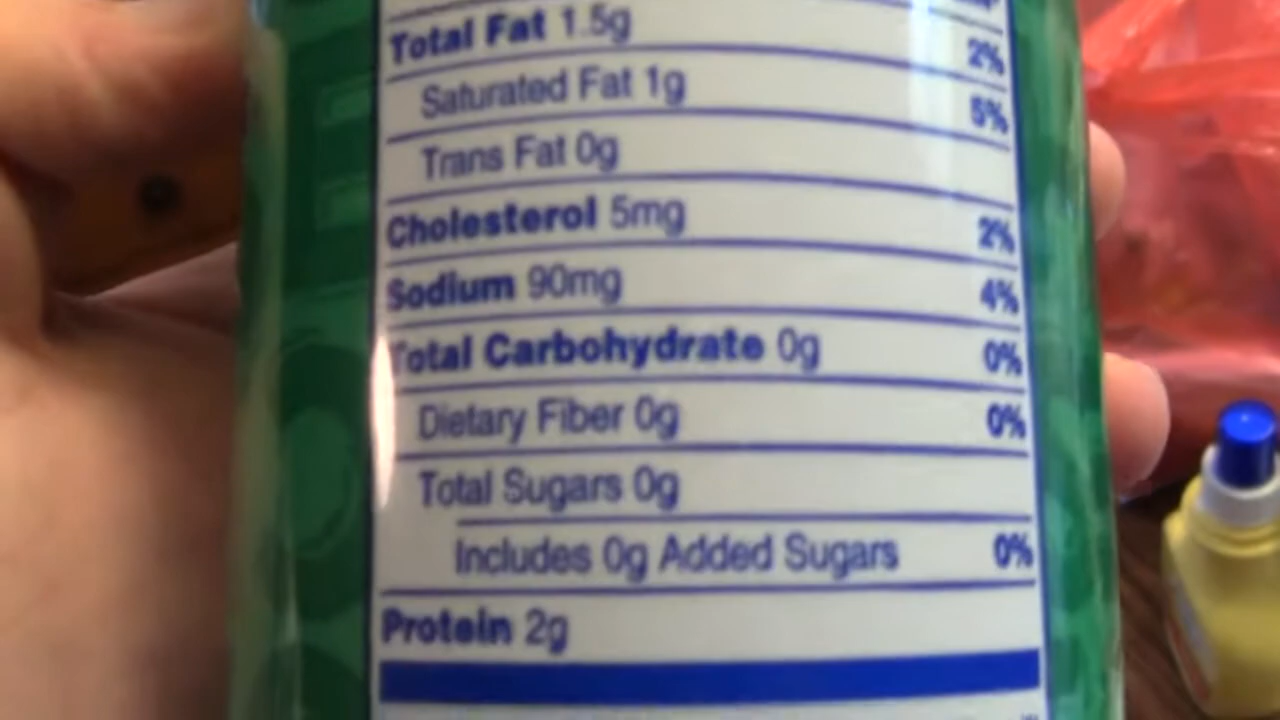 Total Fat 1.5g 2%
Saturated Fat 1g 5%
Trans Fat 0g
Cholesterol 5mg 2%
Sodium 90mg 4%
Total Carbohydrate 0g 0%
Dietary Fiber 0g 0%
Total Sugars 0g
Includes 0g Added Sugars 0%
Protein 2g